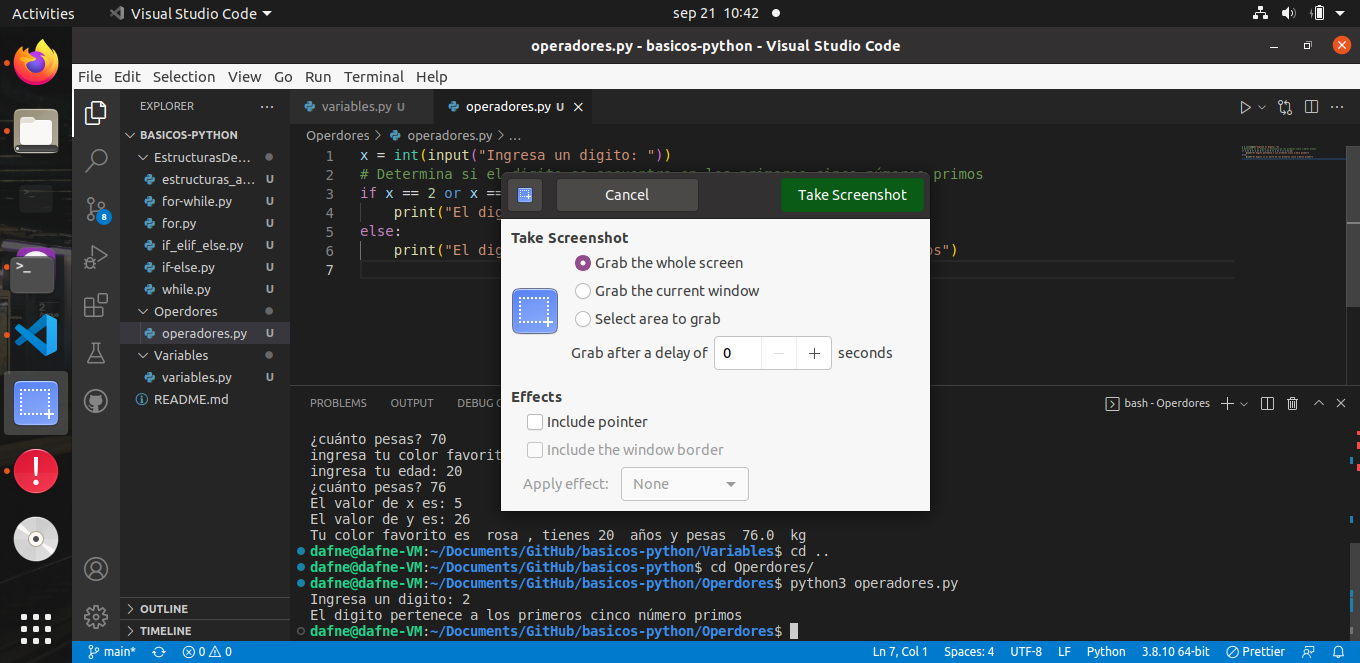 Activities Visual Studio Code sep 21 10:42
operadores.py - basicos-python - Visual Studio Code
File Edit Selection View Go Run Terminal Help
EXPLORER
variables.py U operadores.py U
BASICOS-PYTHON
Operdores > operadores.py > ...
EstructurasDe...
estructuras_a... U
for-while.py U
for.py U
if_elif_else.py U
if-else.py U
while.py U
Operdores
operadores.py U
Variables
variables.py U
README.md
OUTLINE
TIMELINE
8
1 x = int(input("Ingresa un digito: "))
2 # Determina si el primos
3 if x == 2 or x ==
4 print("El dig
5 else:
6 print("El dig os")
7
Cancel Take Screenshot
Take Screenshot
Grab the whole screen
Grab the current window
Select area to grab
Grab after a delay of 0 seconds
Effects
Include pointer
Include the window border
Apply effect: None
PROBLEMS OUTPUT DEBUG C bash - Operdores
¿cuánto pesas? 70
ingresa tu color favorit
ingresa tu edad: 20
¿cuánto pesas? 76
El valor de x es: 5
El valor de y es: 26
Tu color favorito es rosa , tienes 20 años y pesas 76.0 kg
dafne@dafne-VM:~/Documents/GitHub/basicos-python/Variables$ cd ..
dafne@dafne-VM:~/Documents/GitHub/basicos-python$ cd Operdores/
dafne@dafne-VM:~/Documents/GitHub/basicos-python/Operdores$ python3 operadores.py
Ingresa un digito: 2
El digito pertenece a los primeros cinco número primos
dafne@dafne-VM:~/Documents/GitHub/basicos-python/Operdores$
main* 0 0 Ln 7, Col 1 Spaces: 4 UTF-8 LF Python 3.8.10 64-bit Prettier